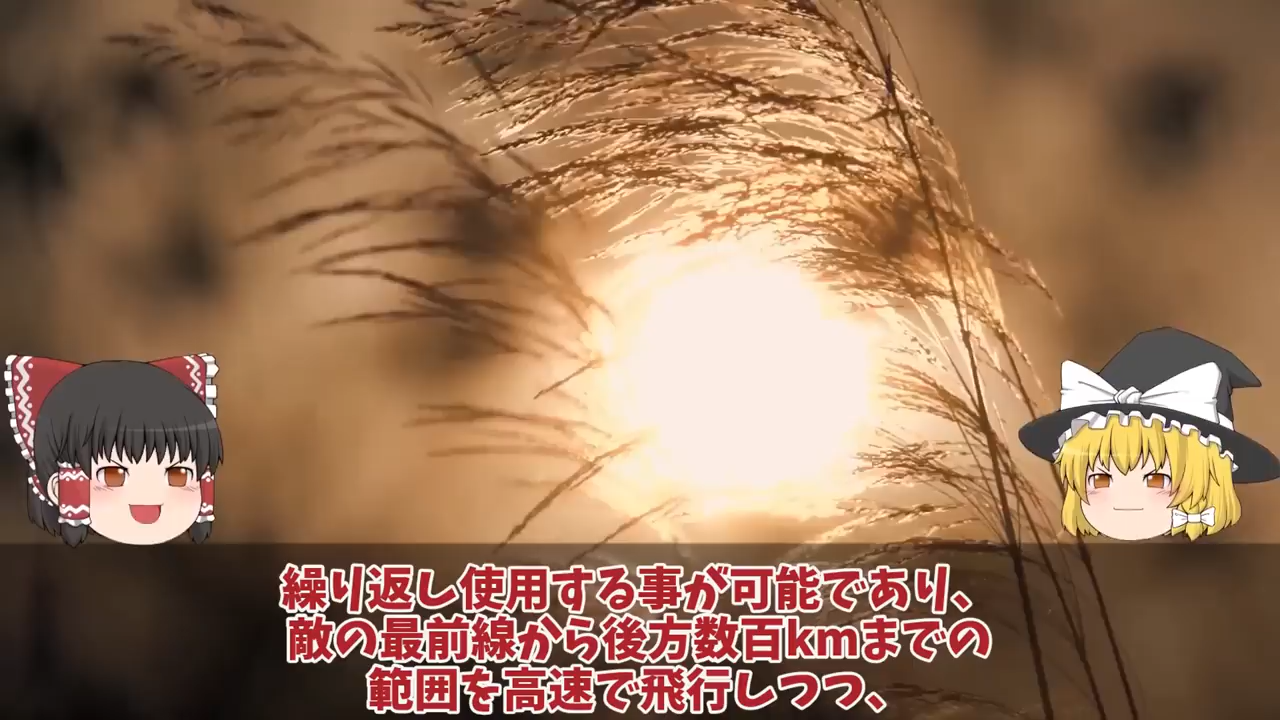 繰り返し使用する事が可能であり、
敵の最前線から後方数百kmまでの
範囲を高速で飛行しつつ、